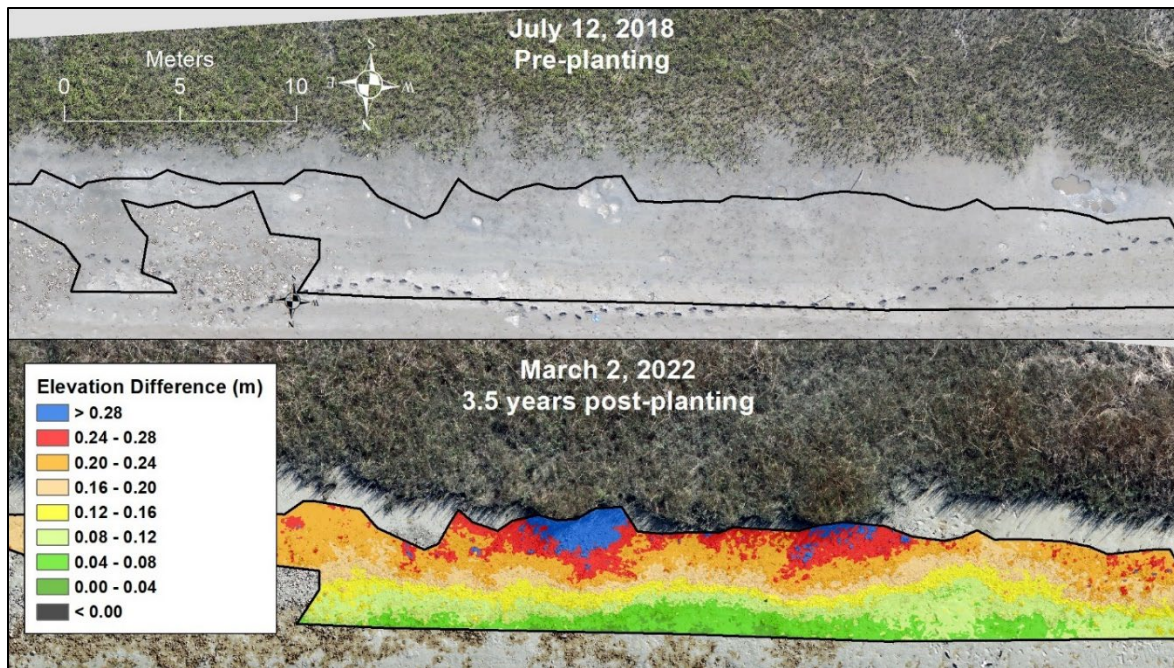 July 12, 2018
Pre-planting
Meters
0 5 10
S
E W
N
March 2, 2022
3.5 years post-planting
Elevation Difference (m)
> 0.28
0.24 - 0.28
0.20 - 0.24
0.16 - 0.20
0.12 - 0.16
0.08 - 0.12
0.04 - 0.08
0.00 - 0.04
< 0.00